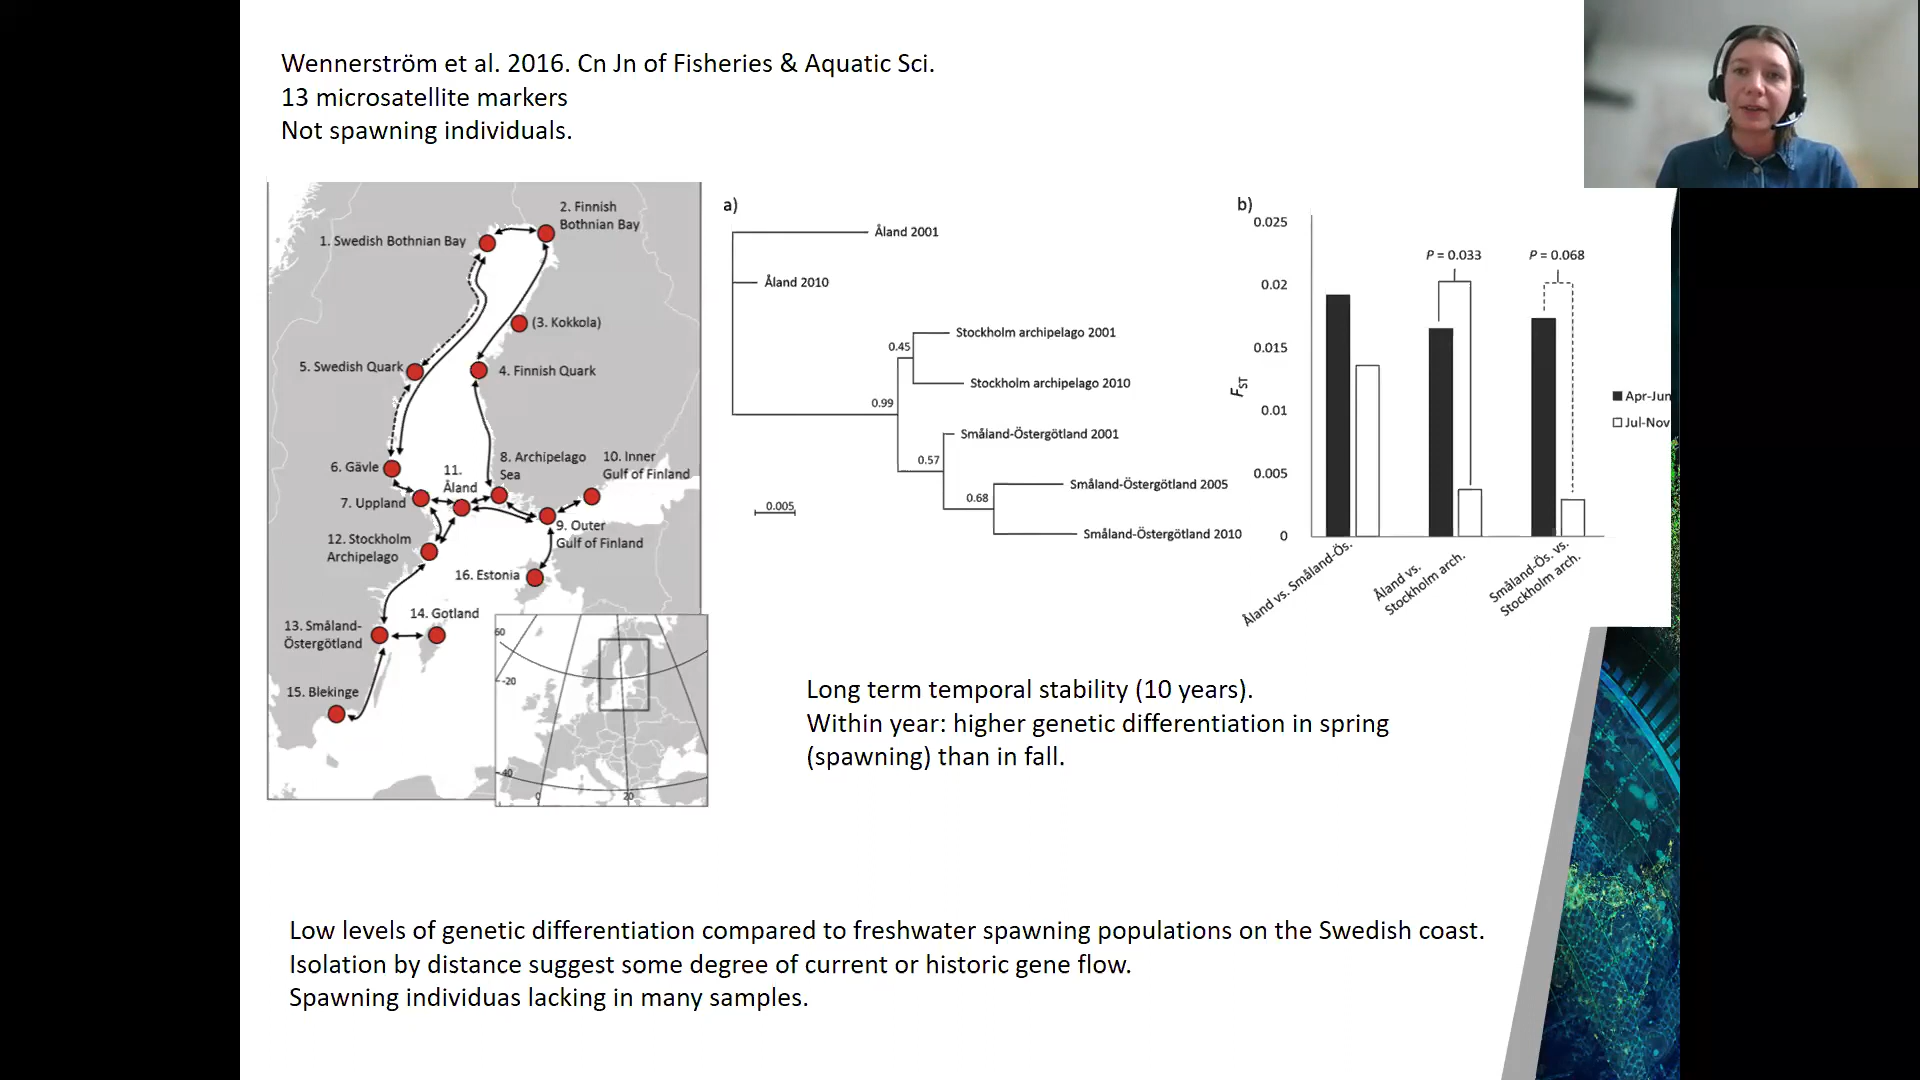 Wennerström et al. 2016. Cn Jn of Fisheries & Aquatic Sci.
13 microsatellite markers
Not spawning individuals.
2. Finnish
Bothnian Bay
1. Swedish Bothnian Bay
(3. Kokkola)
5. Swedish Quark
4. Finnish Quark
6. Gävle
11.
Åland
8. Archipelago
Sea
10. Inner
Gulf of Finland
7. Uppland
9. Outer
Gulf of Finland
12. Stockholm
Archipelago
16. Estonia
14. Gotland
13. Småland-
Östergötland
15. Blekinge
60
-20
40
0
20
a)
Åland 2001
Åland 2010
Stockholm archipelago 2001
0.45
Stockholm archipelago 2010
0.99
Småland-Östergötland 2001
0.57
Småland-Östergötland 2005
0.68
Småland-Östergötland 2010
0.005
b)
0.025
0.02
0.015
0.01
0.005
0
FST
P = 0.033
P = 0.068
Apr-Jun
Jul-Nov
Åland vs. Småland-Ös.
Åland vs.
Stockholm arch.
Småland-Ös. vs.
Stockholm arch.
Long term temporal stability (10 years).
Within year: higher genetic differentiation in spring
(spawning) than in fall.
Low levels of genetic differentiation compared to freshwater spawning populations on the Swedish coast.
Isolation by distance suggest some degree of current or historic gene flow.
Spawning individuas lacking in many samples.